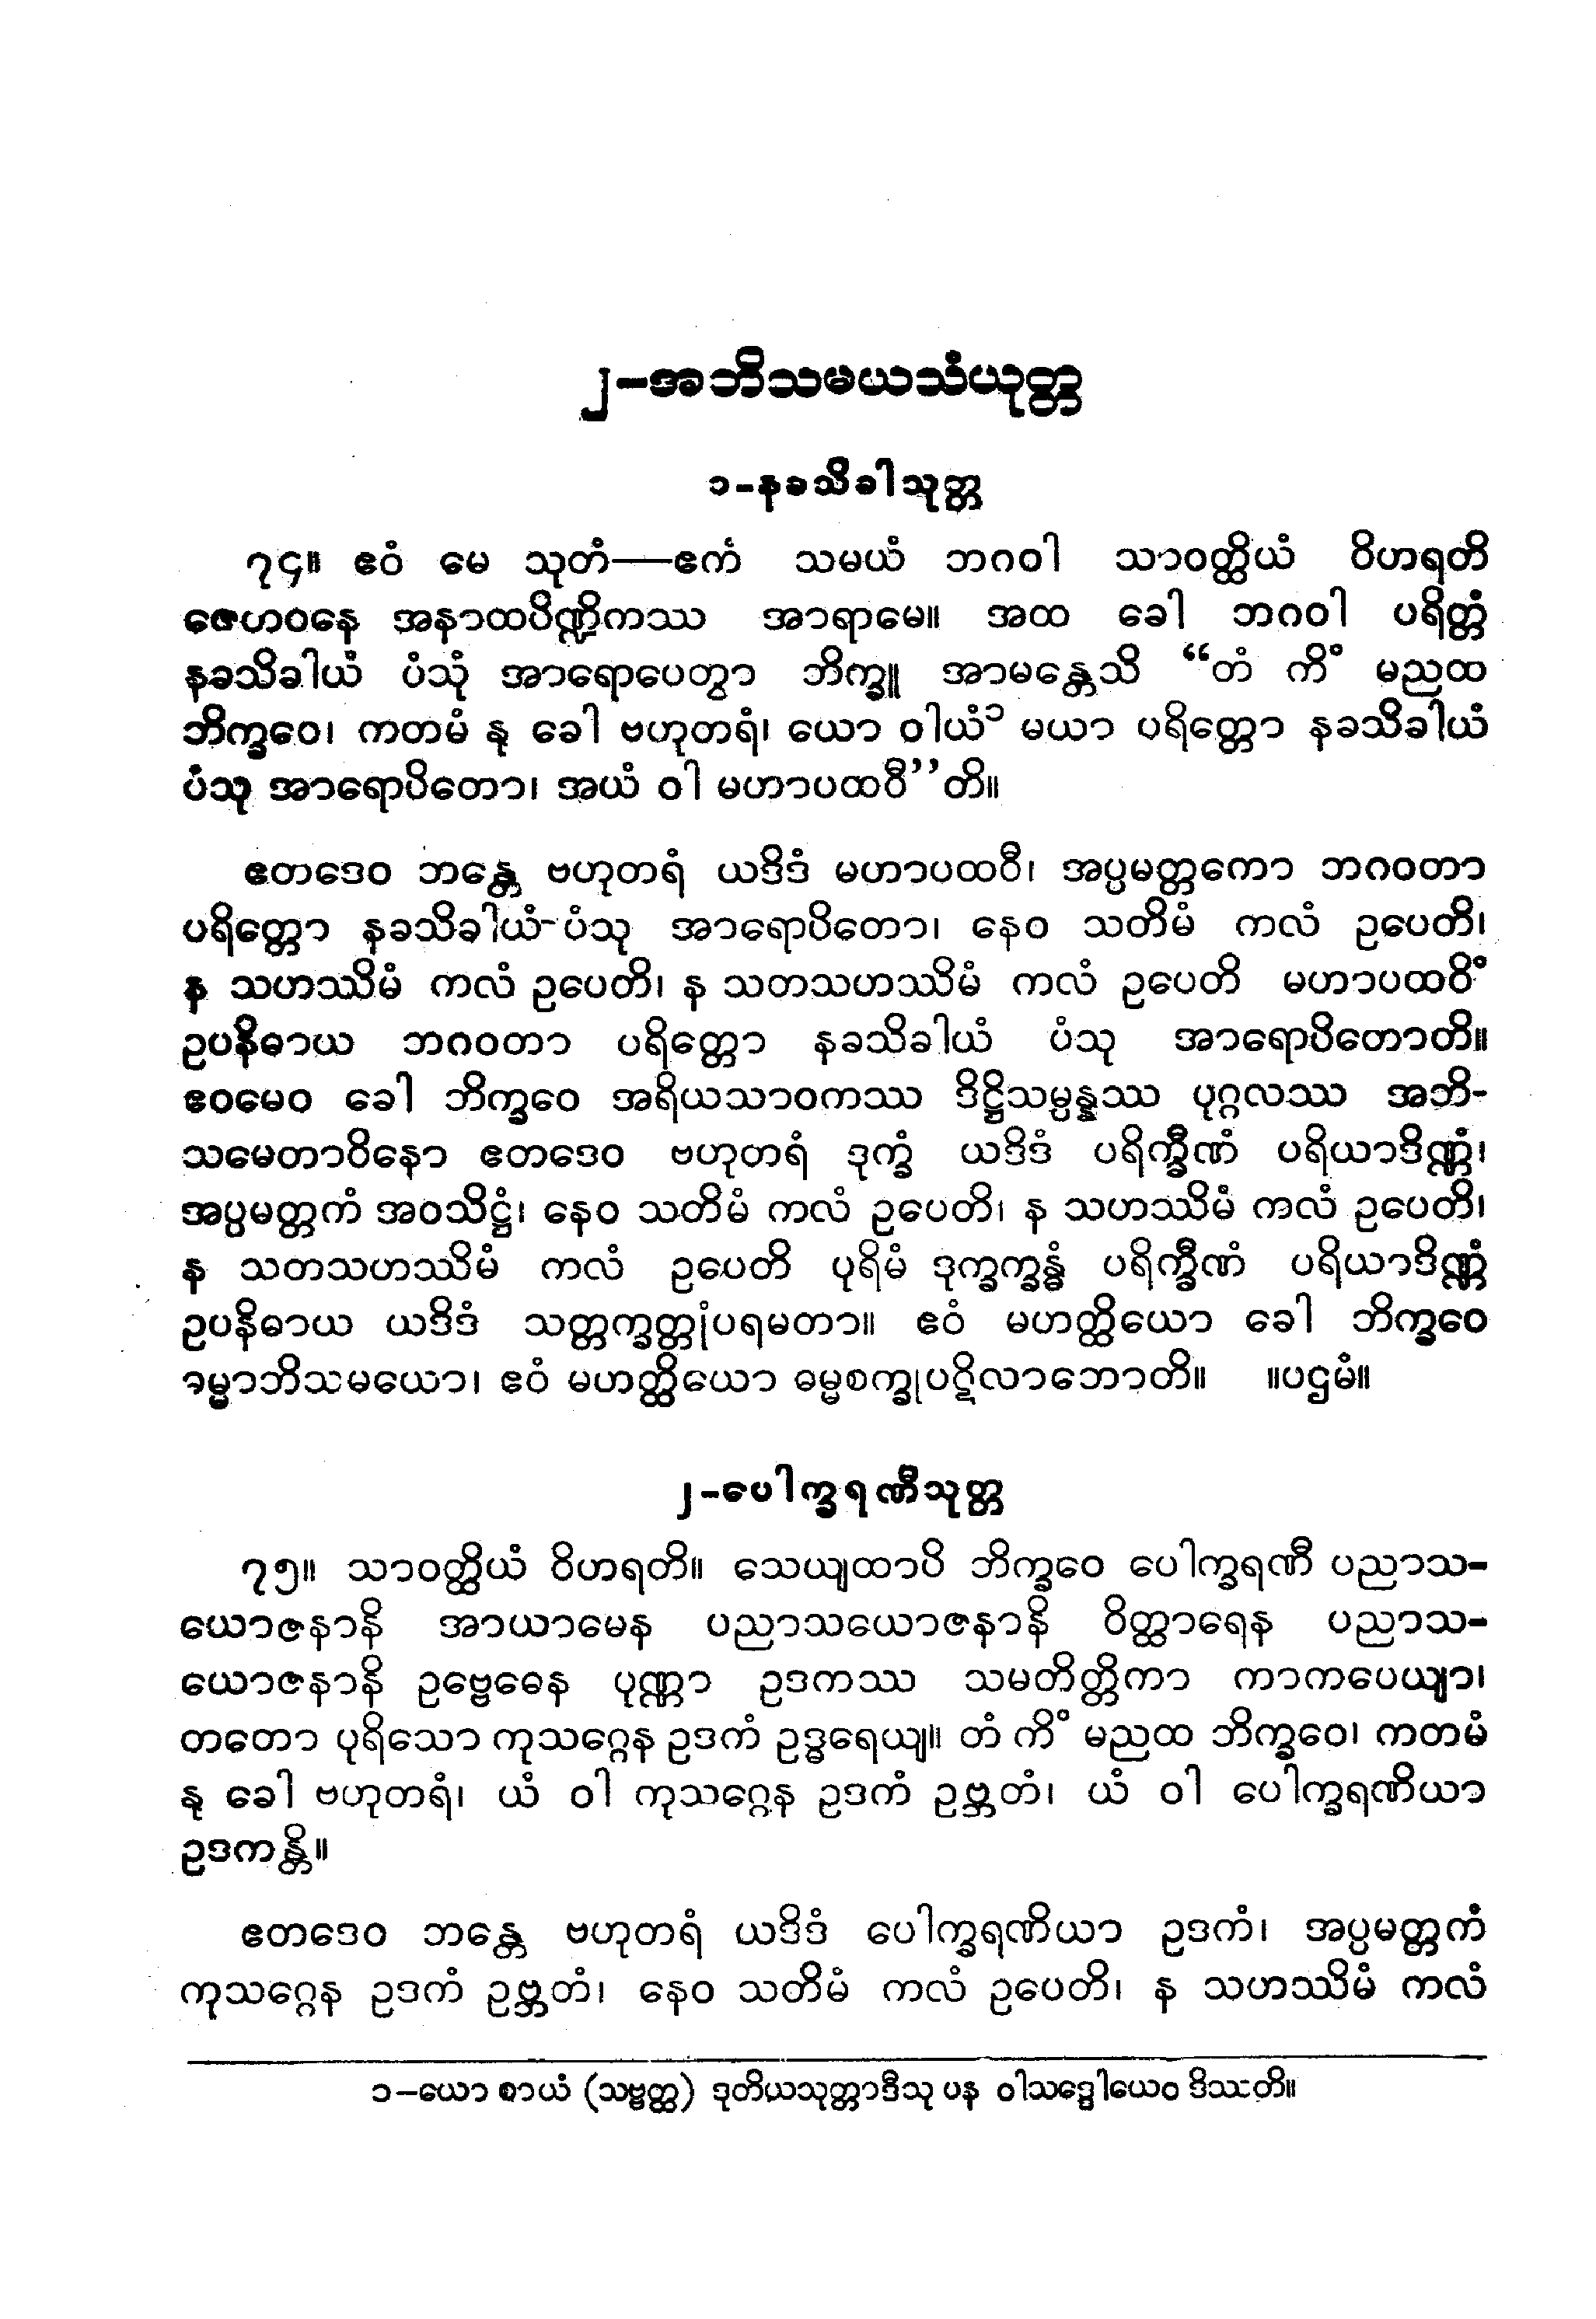 ၂-အဘိသမယသံယုတ္တ
၁-နခသိခါသုတ္တ
၇၄။ ဧဝံ မေ သုတံ—ဧကံ သမယံ ဘဂဝါ သာဝတ္ထိယံ ဝိဟရတိ
ဇေဟဝနေ အနာထပိဏ္ဍိကဿ အာရာမေ။ အထ ခေါ ဘဂဝါ ပရိတ္တံ
နခသိခါယံ ပံသုံ အာရောပေတွာ ဘိက္ခူ အာမန္တေသိ “တံ ကိံ မညထ
ဘိက္ခဝေ၊ ကတမံ နု ခေါ ဗဟုတရံ၊ ယော ဝါယံ၁ မယာ ပရိတ္တော နခသိခါယံ
ပံသု အာရောပိတော၊ အယံ ဝါ မဟာပထဝီ”တိ။
ဧတဒေဝ ဘန္တေ ဗဟုတရံ ယဒိဒံ မဟာပထဝီ၊ အပ္ပမတ္တကော ဘဂဝတာ
ပရိတ္တော နခသိခါယံ ပံသု အာရောပိတော၊ နေဝ သတိမံ ကလံ ဥပေတိ၊
န သဟဿိမံ ကလံ ဥပေတိ၊ န သတသဟဿိမံ ကလံ ဥပေတိ မဟာပထဝိံ
ဥပနိဓာယ ဘဂဝတာ ပရိတ္တော နခသိခါယံ ပံသု အာရောပိတောတိ။
ဧဝမေဝ ခေါ ဘိက္ခဝေ အရိယသာဝကဿ ဒိဋ္ဌိသမ္ပန္နဿ ပုဂ္ဂလဿ အဘိ-
သမေတာဝိနော ဧတဒေဝ ဗဟုတရံ ဒုက္ခံ ယဒိဒံ ပရိက္ခီဏံ ပရိယာဒိဏ္ဏံ၊
အပ္ပမတ္တကံ အဝသိဋ္ဌံ၊ နေဝ သတိမံ ကလံ ဥပေတိ၊ န သဟဿိမံ ကလံ ဥပေတိ၊
န သတသဟဿိမံ ကလံ ဥပေတိ ပုရိမံ ဒုက္ခက္ခန္ဓံ ပရိက္ခီဏံ ပရိယာဒိဏ္ဏံ
ဥပနိဓာယ ယဒိဒံ သတ္တက္ခတ္တုံပရမတာ။ ဧဝံ မဟတ္ထိယော ခေါ ဘိက္ခဝေ
ဓမ္မာဘိသမယော၊ ဧဝံ မဟတ္ထိယော ဓမ္မစက္ခုပဋိလာဘောတိ။ ။ပဌမံ။
၂-ပေါက္ခရဏီသုတ္တ
၇၅။ သာဝတ္ထိယံ ဝိဟရတိ။ သေယျထာပိ ဘိက္ခဝေ ပေါက္ခရဏီ ပညာသ-
ယောဇနာနိ အာယာမေန ပညာသယောဇနာနိ ဝိတ္ထာရေန ပညာသ-
ယောဇနာနိ ဥဗ္ဗေဓေန ပုဏ္ဏာ ဥဒကဿ သမတိတ္တိကာ ကာကပေယျာ၊
တတော ပုရိသော ကုသဂ္ဂေန ဥဒကံ ဥဒ္ဓရေယျ။ တံ ကိံ မညထ ဘိက္ခဝေ၊ ကတမံ
နု ခေါ ဗဟုတရံ၊ ယံ ဝါ ကုသဂ္ဂေန ဥဒကံ ဥဗ္ဘတံ၊ ယံ ဝါ ပေါက္ခရဏိယာ
ဥဒကန္တိ။
ဧတဒေဝ ဘန္တေ ဗဟုတရံ ယဒိဒံ ပေါက္ခရဏိယာ ဥဒကံ၊ အပ္ပမတ္တကံ
ကုသဂ္ဂေန ဥဒကံ ဥဗ္ဘတံ၊ နေဝ သတိမံ ကလံ ဥပေတိ၊ န သဟဿိမံ ကလံ
၁-ယော စာယံ (သဗ္ဗတ္ထ) ဒုတိယသုတ္တာဒီသု ပန ဝါသဒ္ဒေါယေဝ ဒိဿတိ။